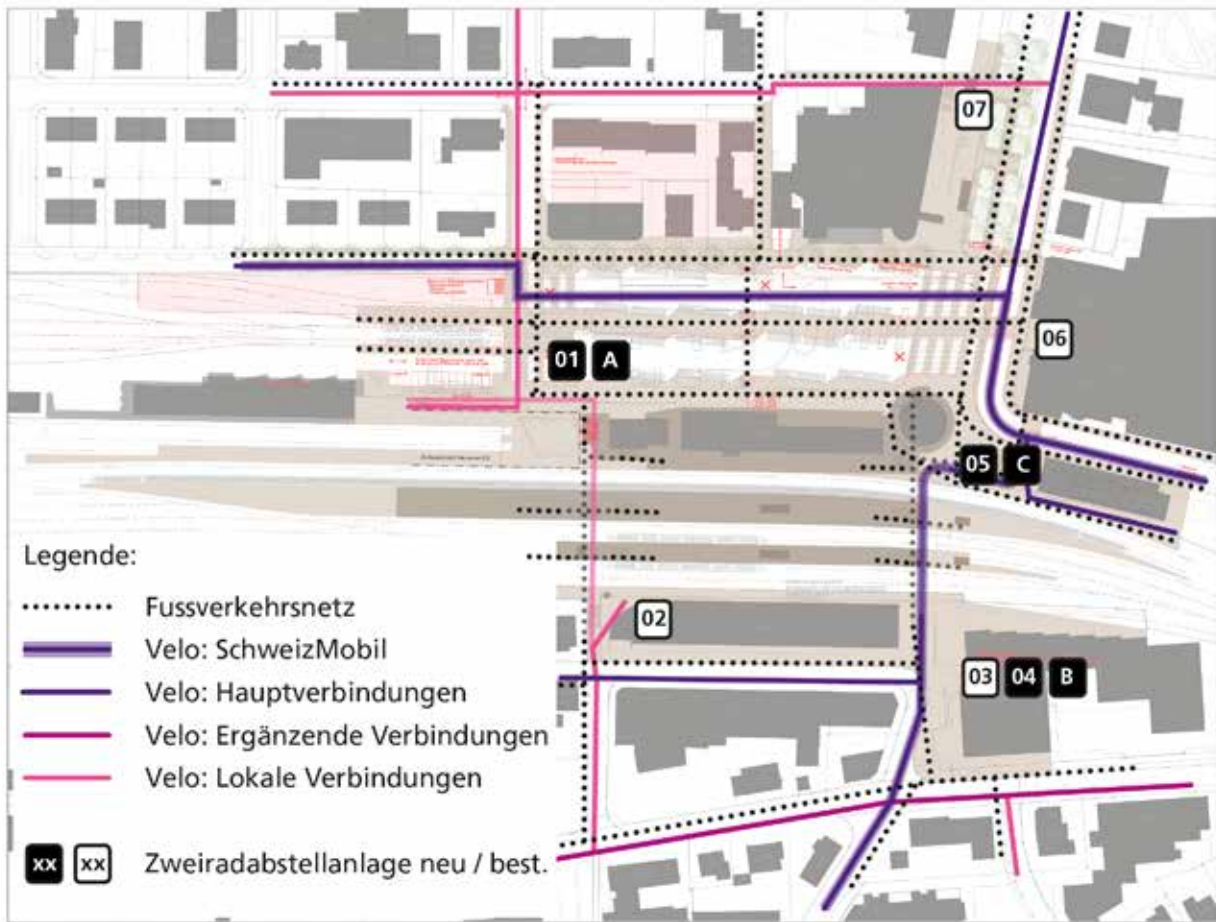 07
06
01 A
05 C
02
03 04 B
Legende:
Fussverkehrsnetz
Velo: SchweizMobil
Velo: Hauptverbindungen
Velo: Ergänzende Verbindungen
Velo: Lokale Verbindungen
xx xx Zweiradabstellanlage neu / best.